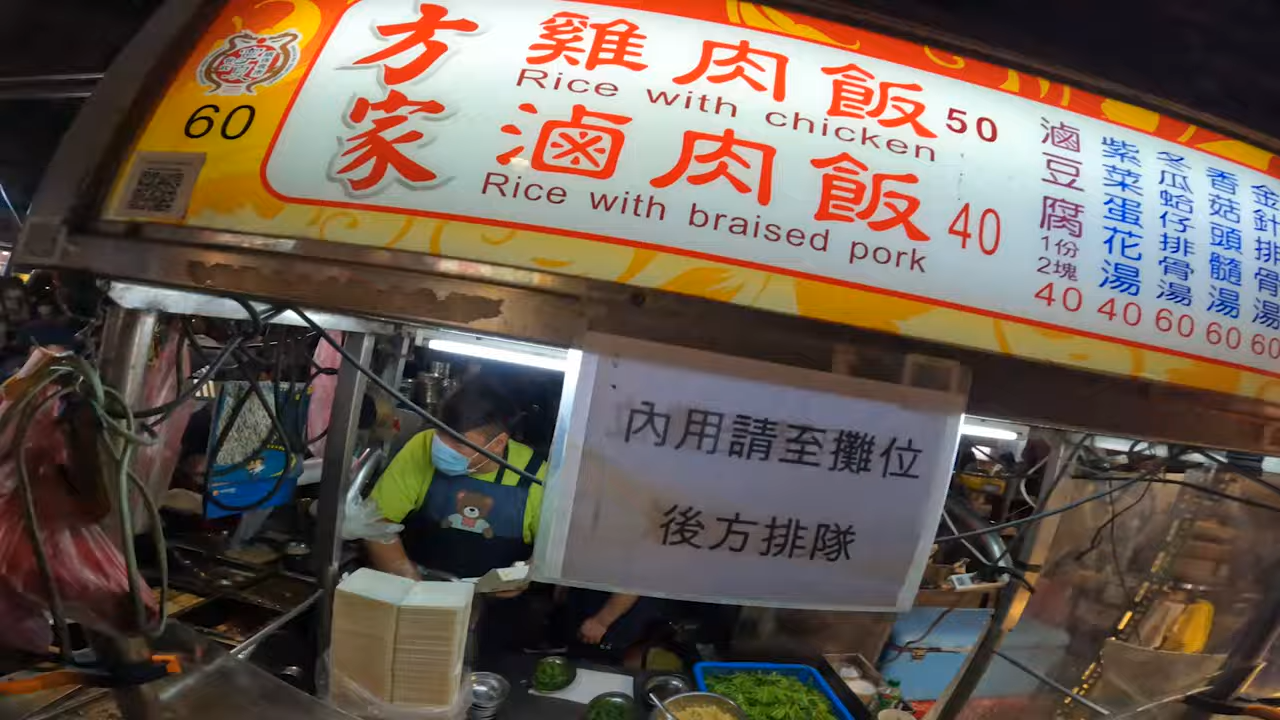 60
方家
雞肉飯 50
Rice with chicken
滷肉飯 40
Rice with braised pork
滷豆腐
1份
2塊
40
紫菜蛋花湯
40
冬瓜蛤仔排骨湯
60
香菇頭髓湯
60
金針排骨湯
60
內用請至攤位
後方排隊